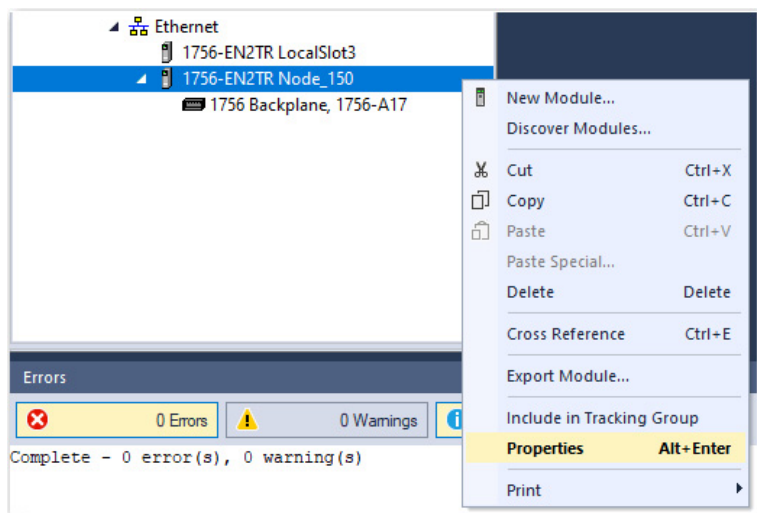 Ethernet
1756-EN2TR LocalSlot3
1756-EN2TR Node_150
1756 Backplane, 1756-A17
New Module...
Discover Modules...
Cut Ctrl+X
Copy Ctrl+C
Paste Ctrl+V
Paste Special...
Delete Delete
Cross Reference Ctrl+E
Export Module...
Include in Tracking Group
Properties Alt+Enter
Print
Errors
0 Errors 0 Warnings
Complete - 0 error(s), 0 warning(s)